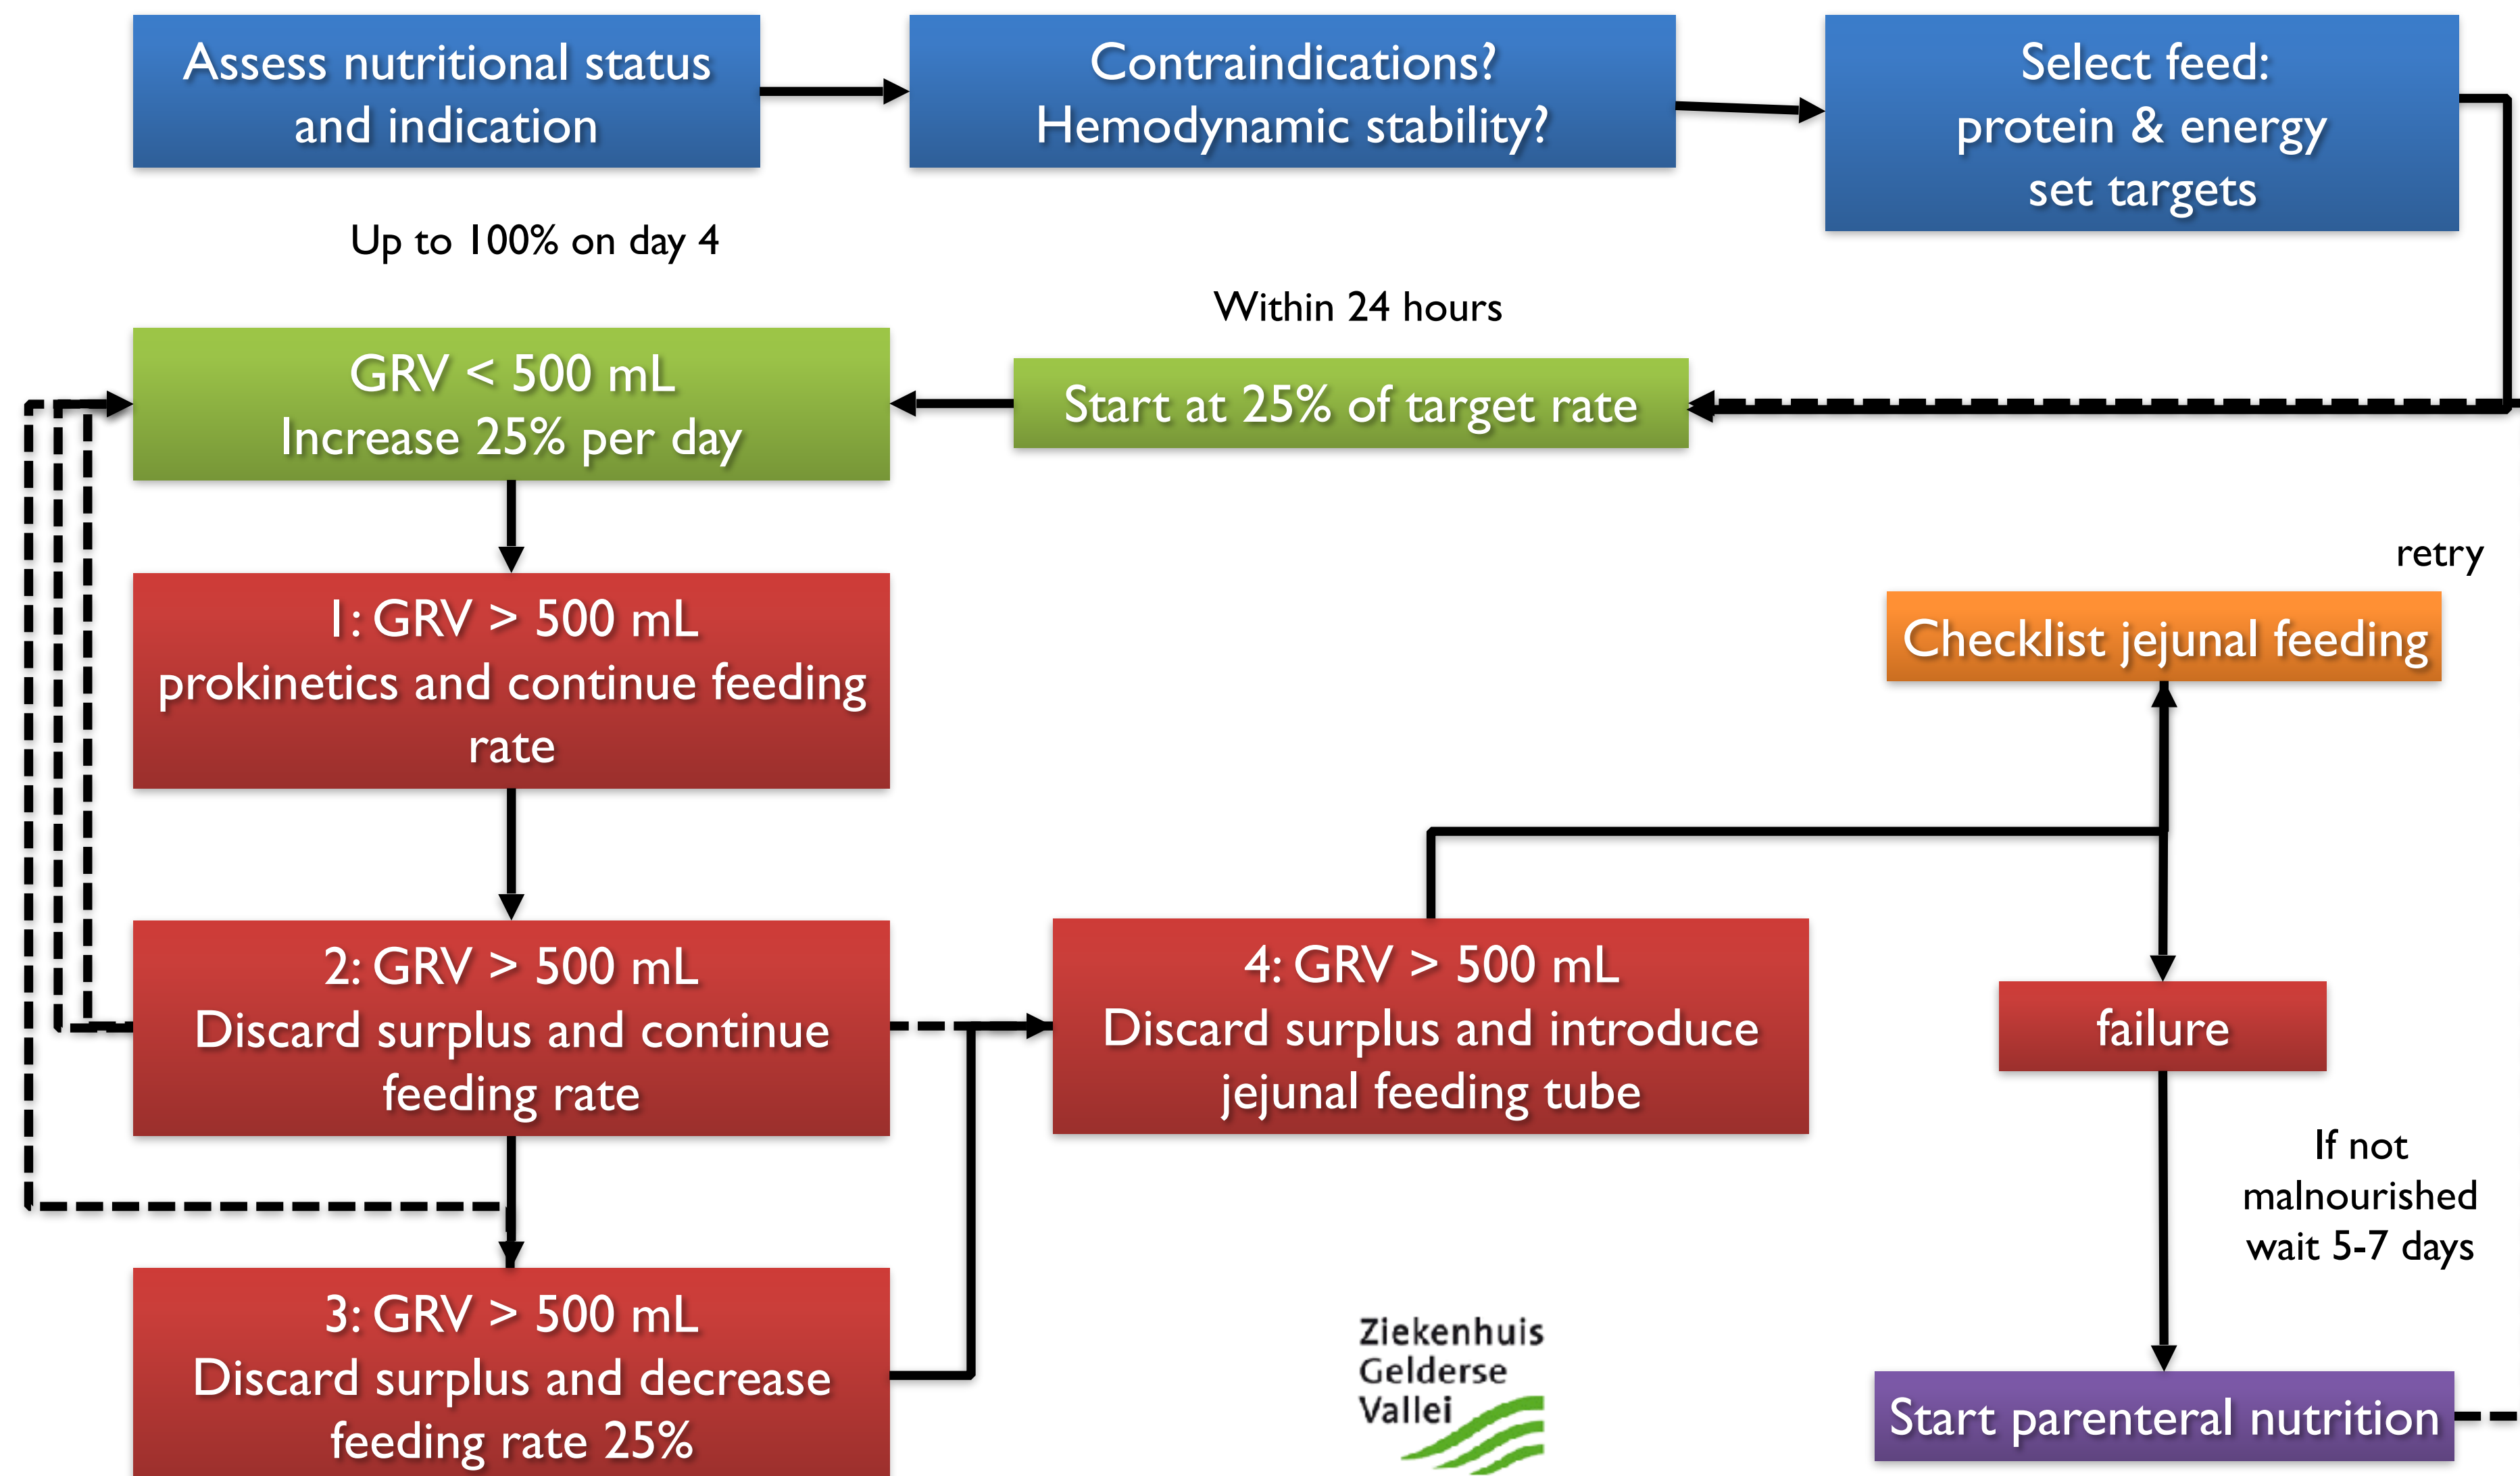 Assess nutritional status
and indication
Contraindications?
Hemodynamic stability?
Select feed:
protein & energy
set targets
Up to 100% on day 4
Within 24 hours
GRV < 500 mL
Increase 25% per day
Start at 25% of target rate
retry
1: GRV > 500 mL
prokinetics and continue feeding
rate
Checklist jejunal feeding
2: GRV > 500 mL
Discard surplus and continue
feeding rate
4: GRV > 500 mL
Discard surplus and introduce
jejunal feeding tube
failure
If not
malnourished
wait 5-7 days
3: GRV > 500 mL
Discard surplus and decrease
feeding rate 25%
Ziekenhuis
Gelderse
Vallei
Start parenteral nutrition